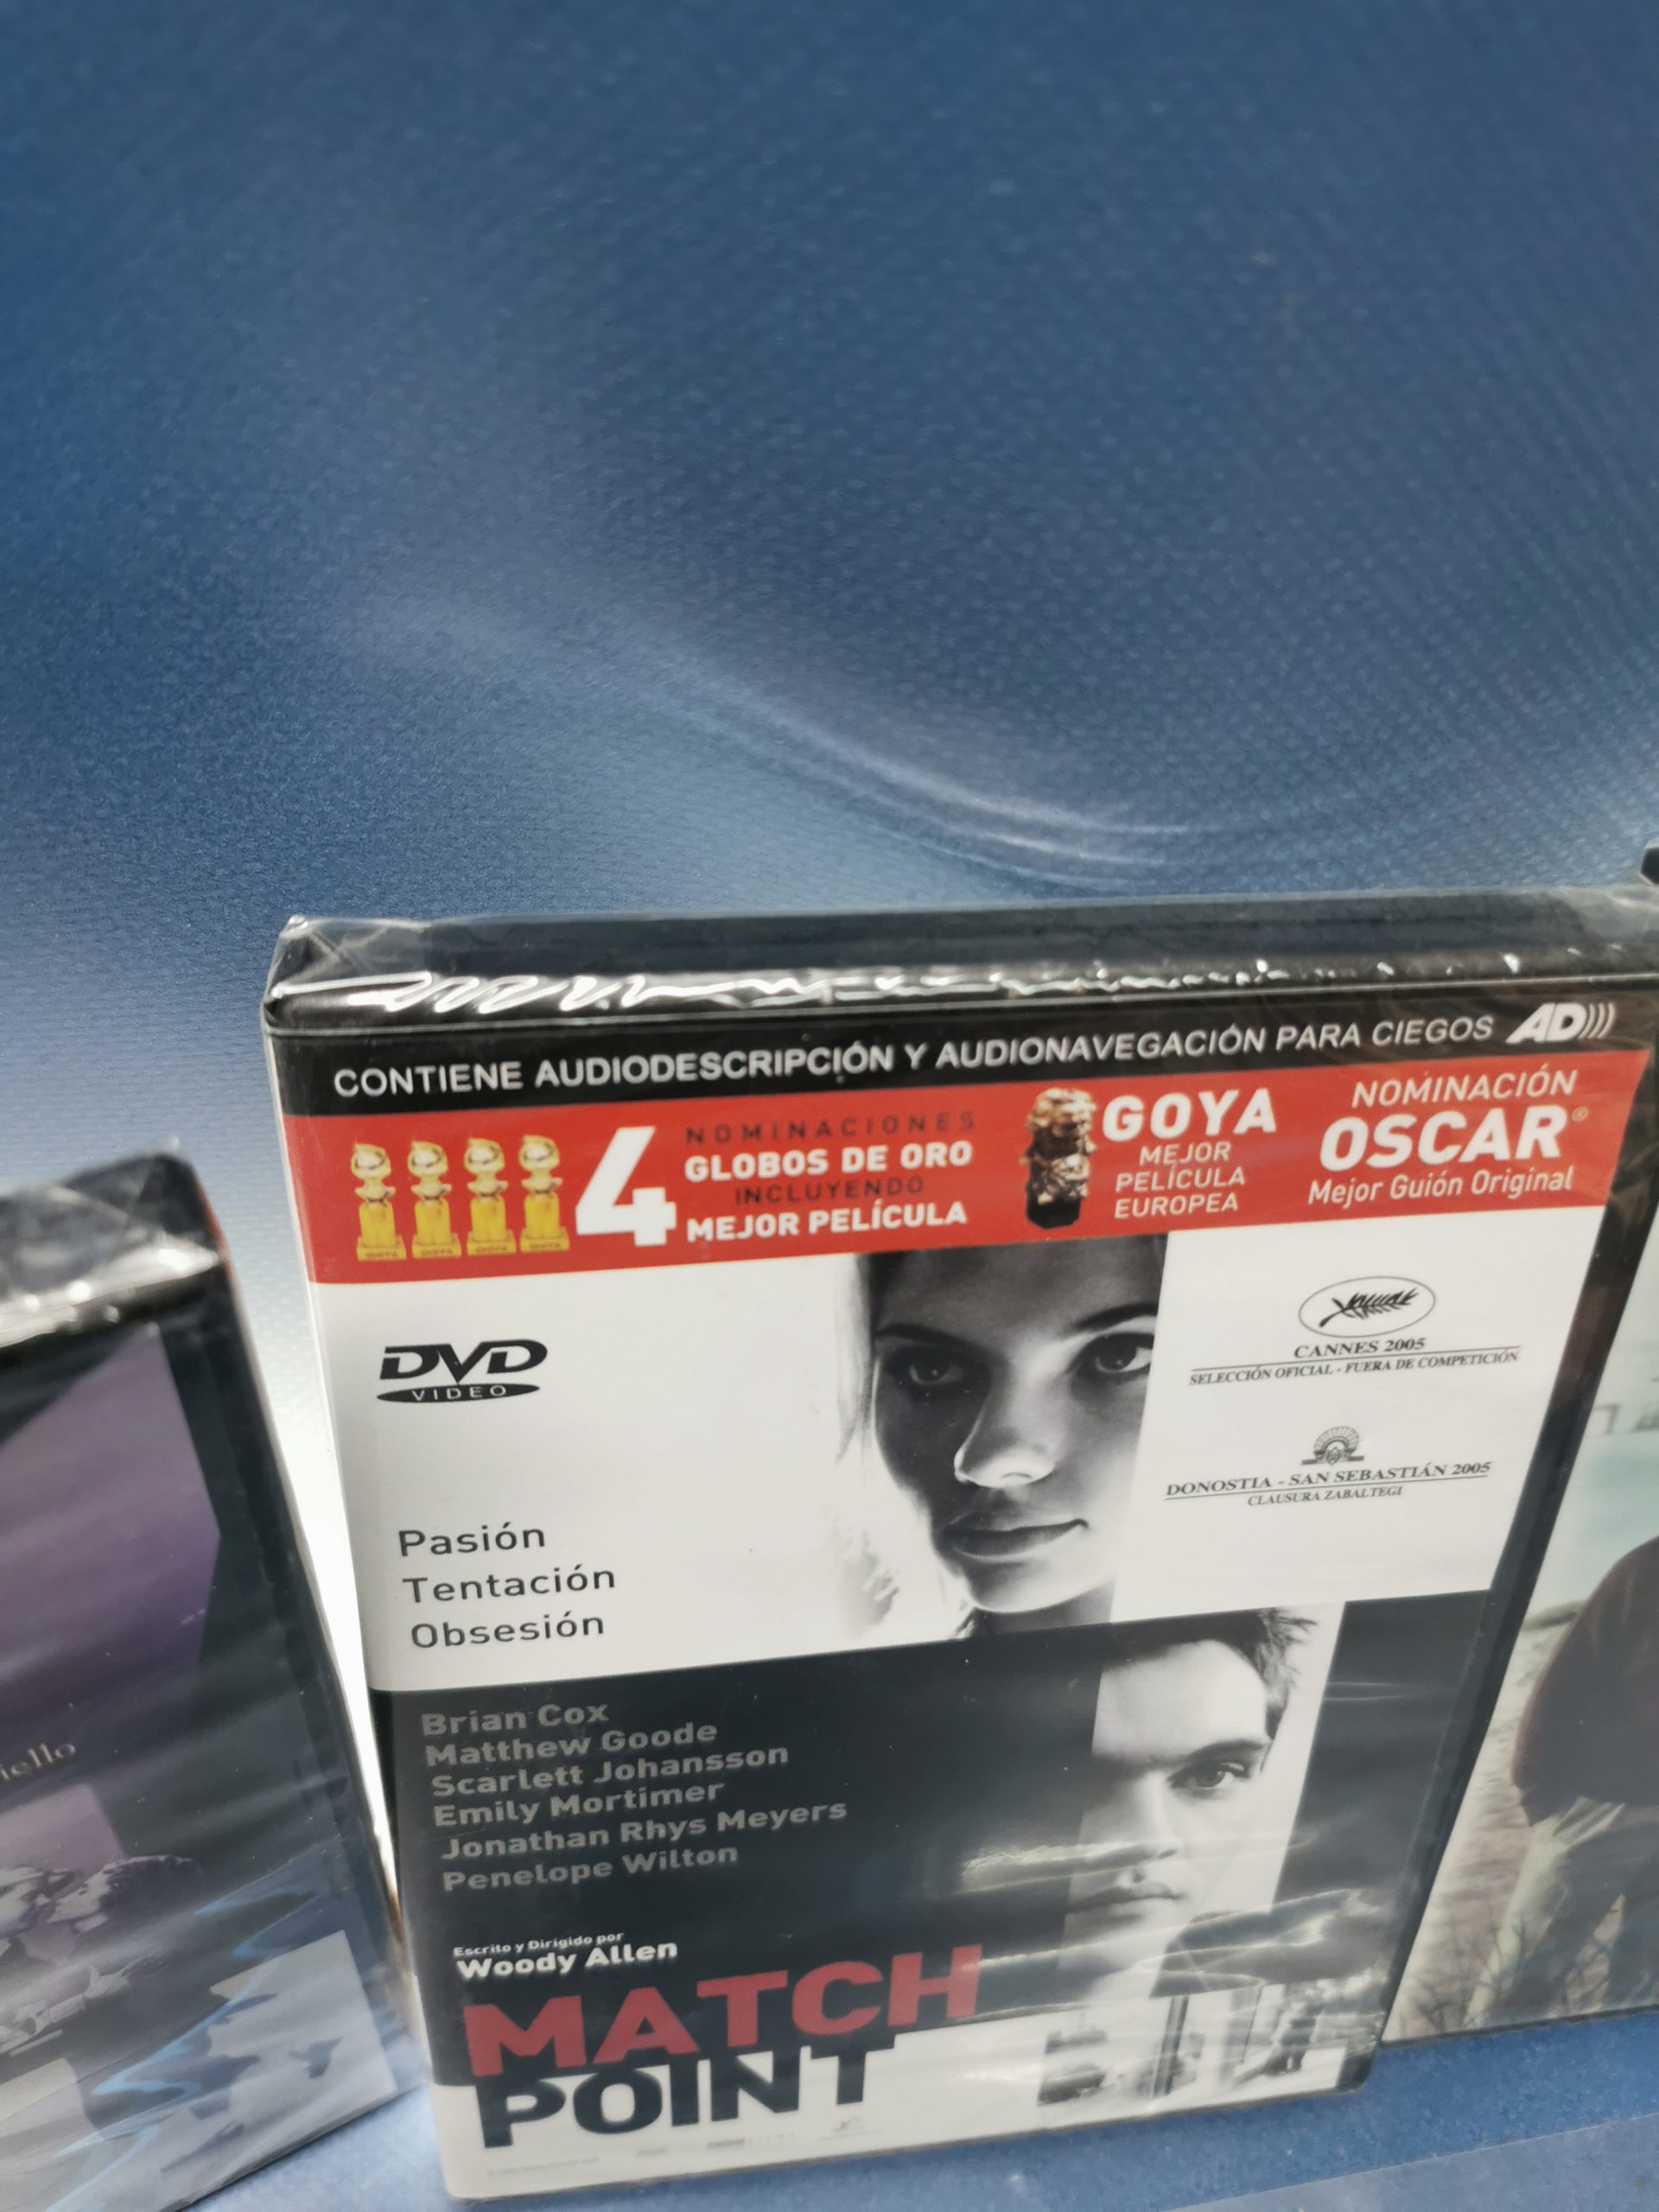 CONTIENE AUDIODESCRIPCIÓN Y AUDIONAVEGACIÓN PARA CIEGOS AD)))
4
NOMINACIONES
GLOBOS DE ORO
INCLUYENDO
MEJOR PELÍCULA
GOYA
MEJOR
PELÍCULA
EUROPEA
NOMINACIÓN
OSCAR®
Mejor Guión Original
DVD
VIDEO
CANNES 2005
SELECCIÓN OFICIAL - FUERA DE COMPETICIÓN
DONOSTIA - SAN SEBASTIÁN 2005
CLAUSURA ZABALTEGI
Pasión
Tentación
Obsesión
Brian Cox
Matthew Goode
Scarlett Johansson
Emily Mortimer
Jonathan Rhys Meyers
Penelope Wilton
Escrito y Dirigido por
Woody Allen
MATCH
POINT